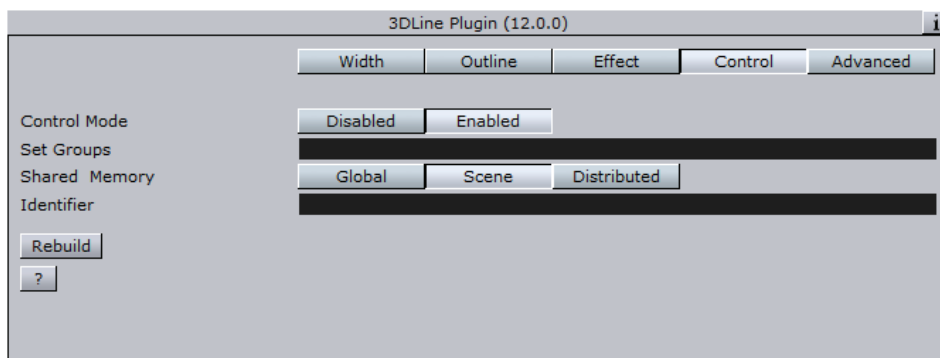 3DLine Plugin (12.0.0) i
Width Outline Effect Control Advanced
Control Mode Disabled Enabled
Set Groups
Shared Memory Global Scene Distributed
Identifier
Rebuild
?